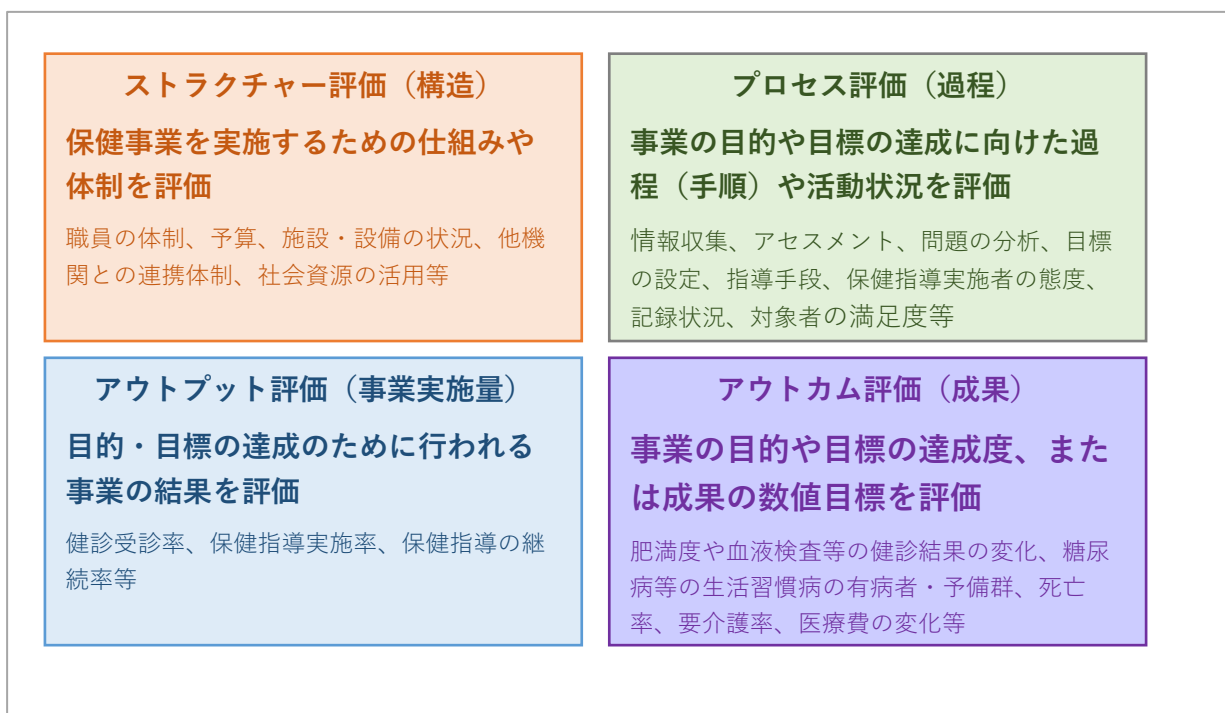 ストラクチャー評価（構造）
保健事業を実施するための仕組みや
体制を評価
職員の体制、予算、施設・設備の状況、他機
関との連携体制、社会資源の活用等
プロセス評価（過程）
事業の目的や目標の達成に向けた過
程（手順）や活動状況を評価
情報収集、アセスメント、問題の分析、目標
の設定、指導手段、保健指導実施者の態度、
記録状況、対象者の満足度等
アウトプット評価（事業実施量）
目的・目標の達成のために行われる
事業の結果を評価
健診受診率、保健指導実施率、保健指導の継
続率等
アウトカム評価（成果）
事業の目的や目標の達成度、また
は成果の数値目標を評価
肥満度や血液検査等の健診結果の変化、糖尿
病等の生活習慣病の有病者・予備群、死亡
率、要介護率、医療費の変化等